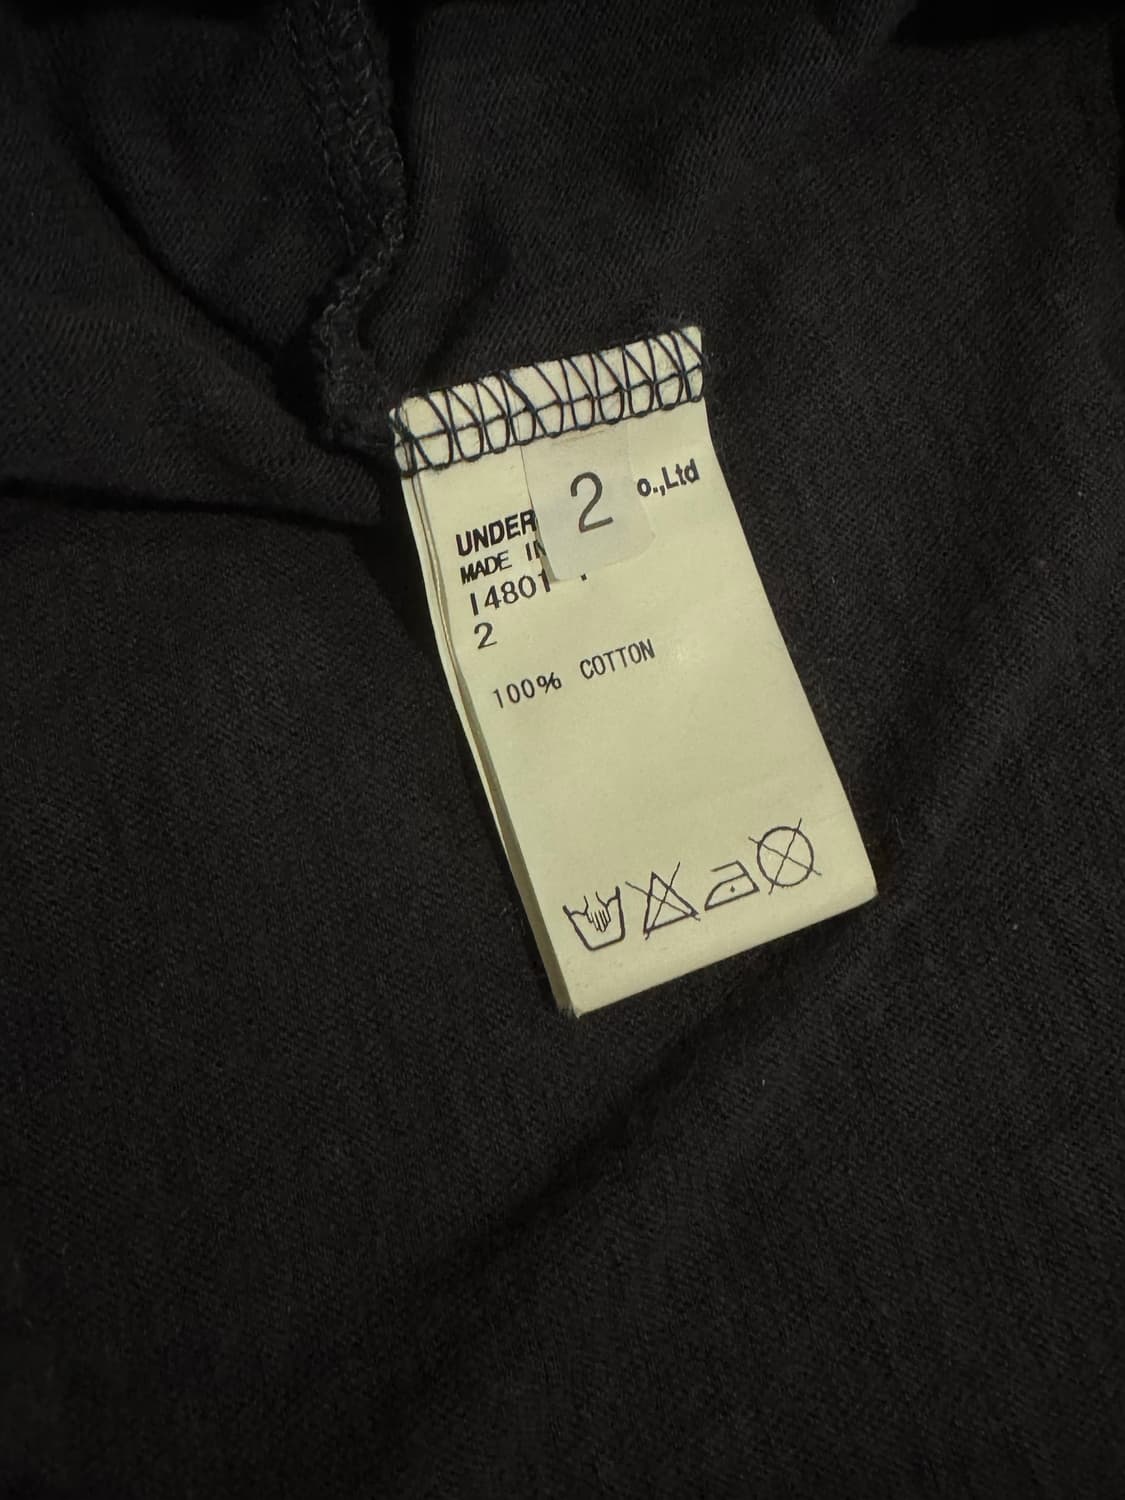 2
UNDER o.,Ltd
MADE IN
14801
2
100% COTTON